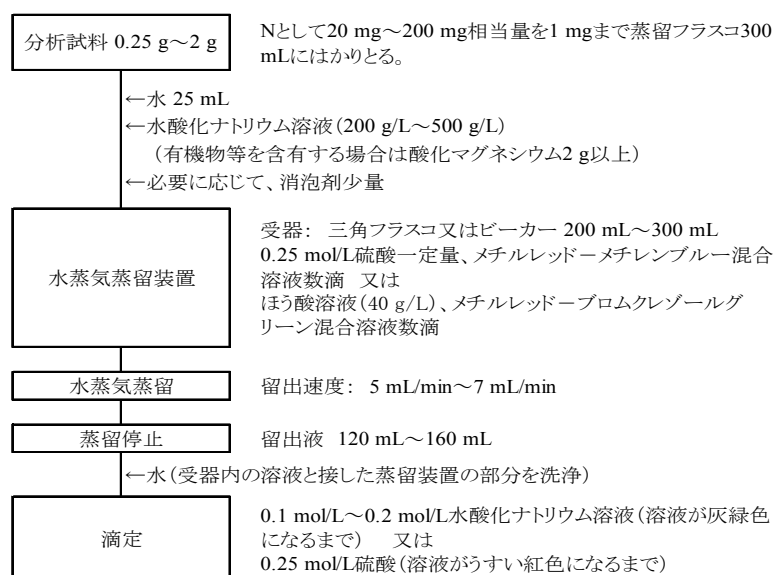 分析試料 0.25 g～2 g
Nとして20 mg～200 mg相当量を1 mgまで蒸留フラスコ300
mLにはかりとる。
←水 25 mL
←水酸化ナトリウム溶液(200 g/L～500 g/L)
(有機物等を含有する場合は酸化マグネシウム2 g以上)
←必要に応じて、消泡剤少量
水蒸気蒸留装置
受器： 三角フラスコ又はビーカー 200 mL～300 mL
0.25 mol/L硫酸一定量、メチルレッド－メチレンブルー混合
溶液数滴 又は
ほう酸溶液(40 g/L)、メチルレッド－ブロムクレゾールグ
リーン混合溶液数滴
水蒸気蒸留
留出速度： 5 mL/min～7 mL/min
蒸留停止
留出液 120 mL～160 mL
←水(受器内の溶液と接した蒸留装置の部分を洗浄)
滴定
0.1 mol/L～0.2 mol/L水酸化ナトリウム溶液(溶液が灰緑色
になるまで) 又は
0.25 mol/L硫酸(溶液がうすい紅色になるまで)